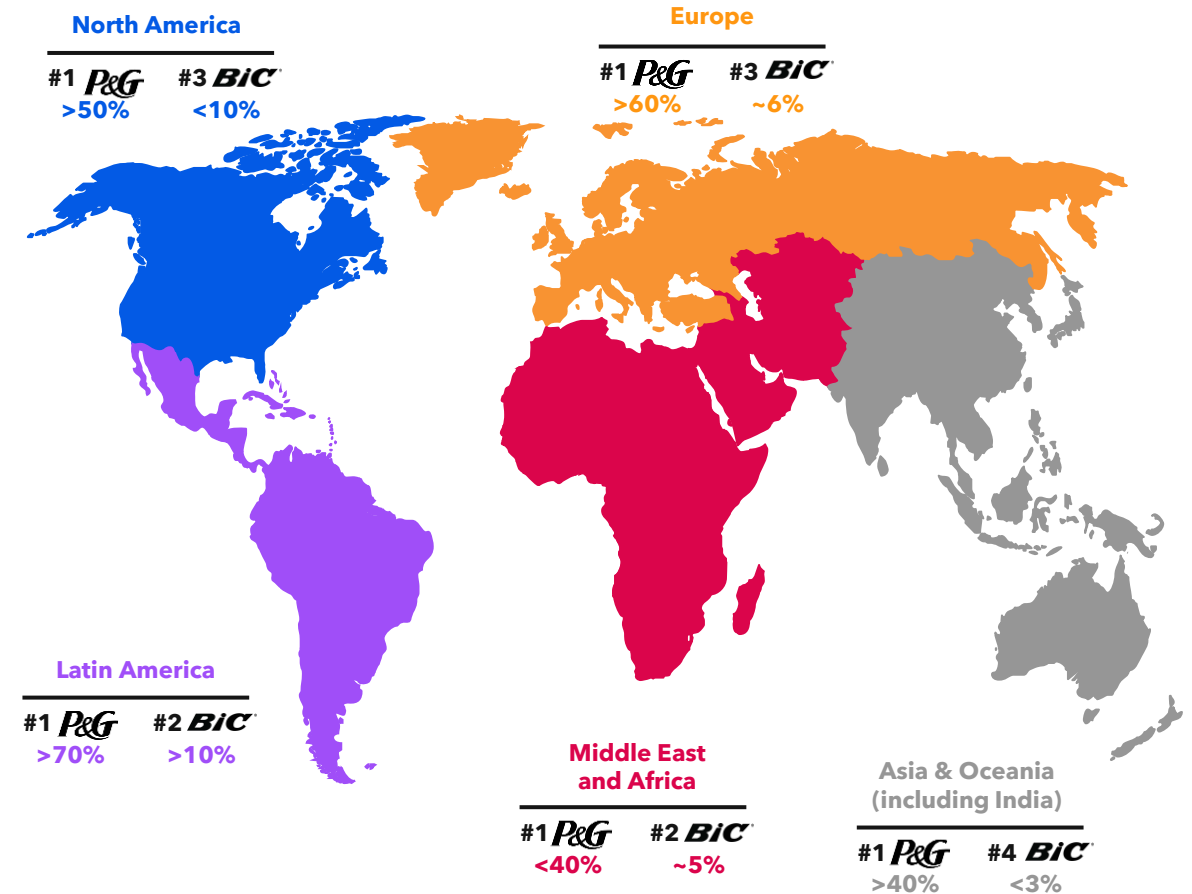 North America
#1 P&G #3 BiC
>50% <10%
Europe
#1 P&G #3 BiC
>60% ~6%
Latin America
#1 P&G #2 BiC
>70% >10%
Middle East
and Africa
#1 P&G #2 BiC
<40% ~5%
Asia & Oceania
(including India)
#1 P&G #4 BiC
>40% <3%